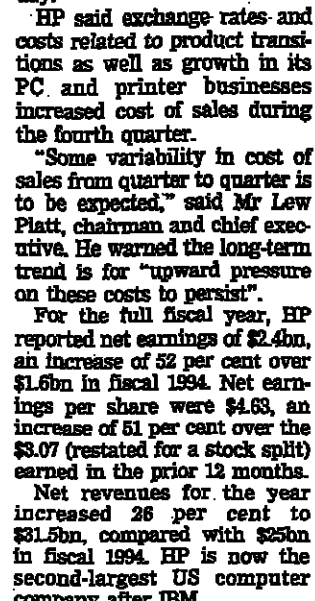 HP said exchange rates and
costs related to product transi-
tions as well as growth in its
PC and printer businesses
increased cost of sales during
the fourth quarter.
"Some variability in cost of
sales from quarter to quarter is
to be expected," said Mr Lew
Platt, chairman and chief exec-
utive. He warned the long-term
trend is for "upward pressure
on these costs to persist".
For the full fiscal year, HP
reported net earnings of $2.4bn,
an increase of 52 per cent over
$1.6bn in fiscal 1994. Net earn-
ings per share were $4.63, an
increase of 51 per cent over the
$3.07 (restated for a stock split)
earned in the prior 12 months.
Net revenues for the year
increased 26 per cent to
$31.5bn, compared with $25bn
in fiscal 1994. HP is now the
second-largest US computer
company after IBM